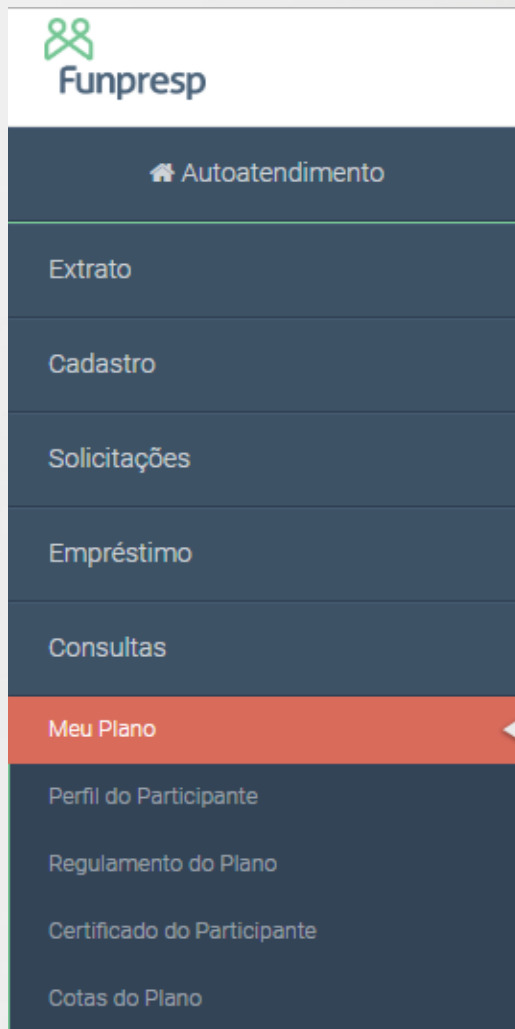 Funpresp
Autoatendimento
Extrato
Cadastro
Solicitações
Empréstimo
Consultas
Meu Plano
Perfil do Participante
Regulamento do Plano
Certificado do Participante
Cotas do Plano